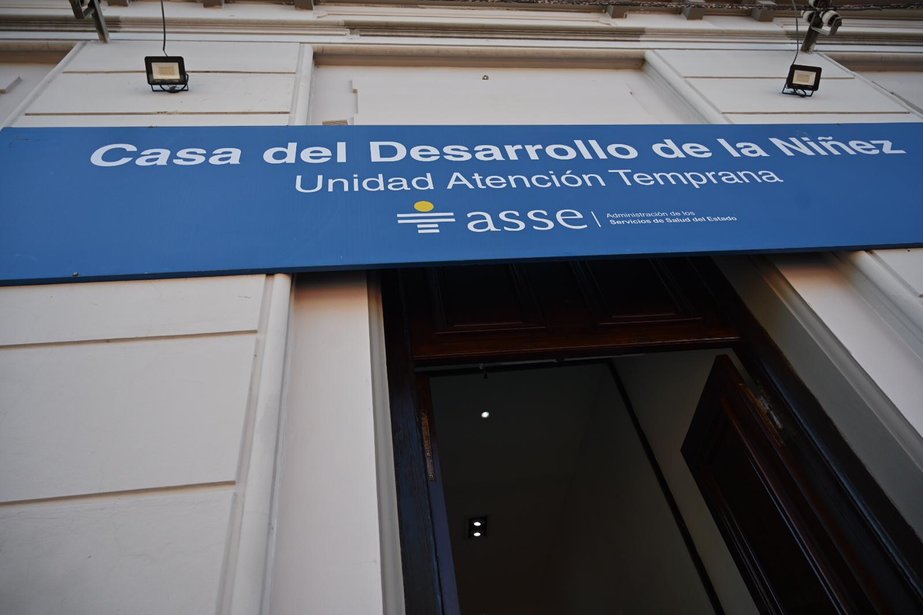 Casa del Desarrollo de la Niñez
Unidad Atención Temprana
asse
Administración de los
Servicios de Salud del Estado